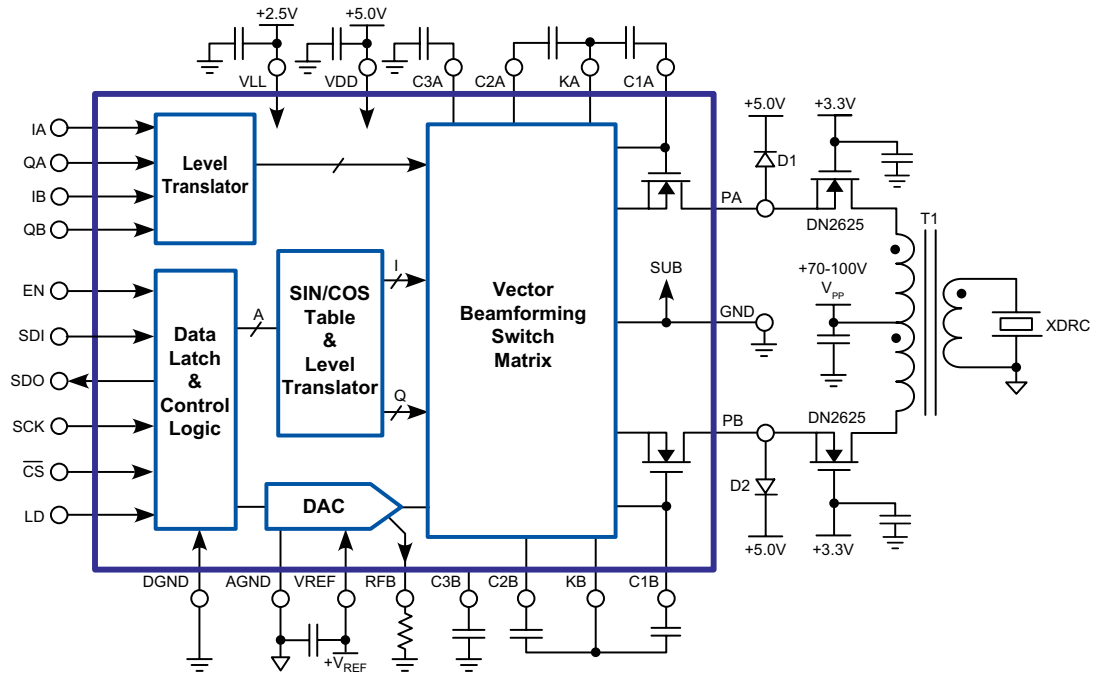 +2.5V
+5.0V
VLL
VDD
C3A
C2A
KA
C1A
IA
QA
IB
QB
Level
Translator
+5.0V
+3.3V
D1
PA
DN2625
T1
EN
SDI
SDO
SCK
CS
LD
Data
Latch
&
Control
Logic
A
SIN/COS
Table
&
Level
Translator
I
Q
Vector
Beamforming
Switch
Matrix
SUB
GND
+70-100V
VPP
XDRC
PB
DN2625
D2
+5.0V
+3.3V
DAC
DGND
AGND
VREF
RFB
C3B
C2B
KB
C1B
+VREF